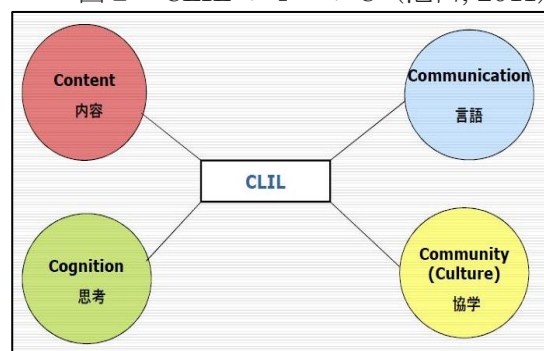 Content
内容
Communication
言語
CLIL
Cognition
思考
Community
(Culture)
協学